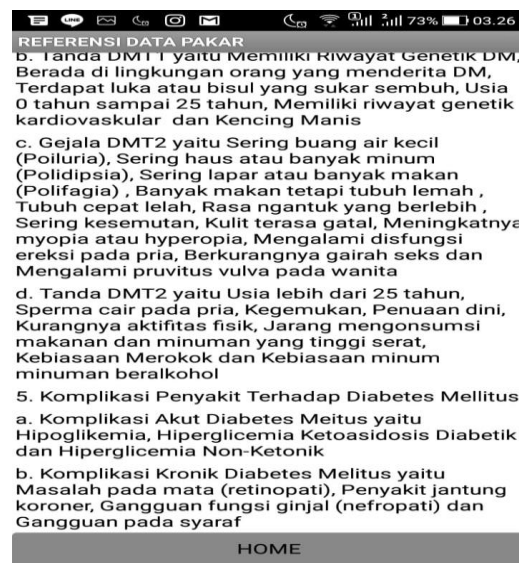 73% 03.26
REFERENSI DATA PAKAR
b. Tanda DMT1 yaitu Memiliki Riwayat Genetik DM,
Berada di lingkungan orang yang menderita DM,
Terdapat luka atau bisul yang sukar sembuh, Usia
0 tahun sampai 25 tahun, Memiliki riwayat genetik
kardiovaskular dan Kencing Manis
c. Gejala DMT2 yaitu Sering buang air kecil
(Poiluria), Sering haus atau banyak minum
(Polidipsia), Sering lapar atau banyak makan
(Polifagia) , Banyak makan tetapi tubuh lemah ,
Tubuh cepat lelah, Rasa ngantuk yang berlebih ,
Sering kesemutan, Kulit terasa gatal, Meningkatnya
myopia atau hyperopia, Mengalami disfungsi
ereksi pada pria, Berkurangnya gairah seks dan
Mengalami pruvitus vulva pada wanita
d. Tanda DMT2 yaitu Usia lebih dari 25 tahun,
Sperma cair pada pria, Kegemukan, Penuaan dini,
Kurangnya aktifitas fisik, Jarang mengonsumsi
makanan dan minuman yang tinggi serat,
Kebiasaan Merokok dan Kebiasaan minum
minuman beralkohol
5. Komplikasi Penyakit Terhadap Diabetes Mellitus
a. Komplikasi Akut Diabetes Meitus yaitu
Hipoglikemia, Hiperglicemia Ketoasidosis Diabetik
dan Hiperglicemia Non-Ketonik
b. Komplikasi Kronik Diabetes Melitus yaitu
Masalah pada mata (retinopati), Penyakit jantung
koroner, Gangguan fungsi ginjal (nefropati) dan
Gangguan pada syaraf
HOME